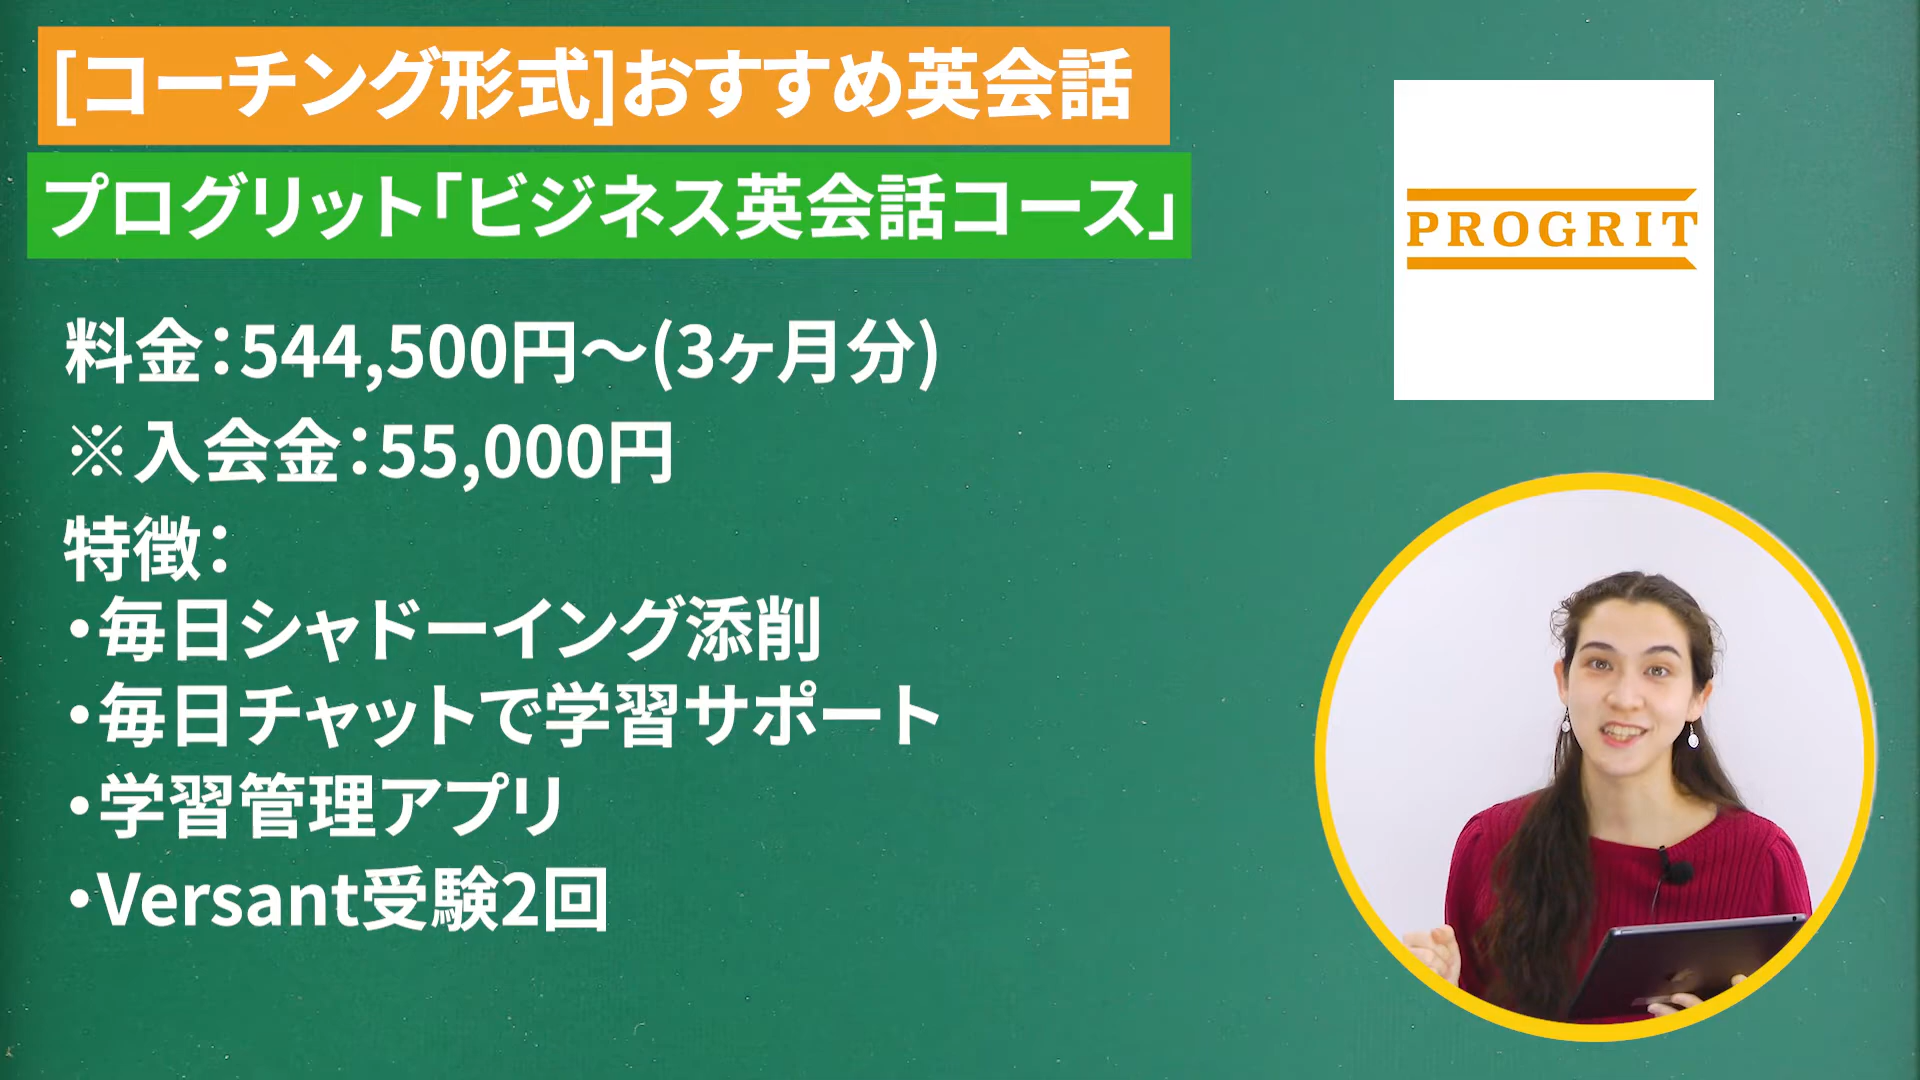 [コーチング形式]おすすめ英会話
プログリット「ビジネス英会話コース」
PROGRIT
料金：544,500円〜(3ヶ月分)
※入会金：55,000円
特徴：
・毎日シャドーイング添削
・毎日チャットで学習サポート
・学習管理アプリ
・Versant受験2回